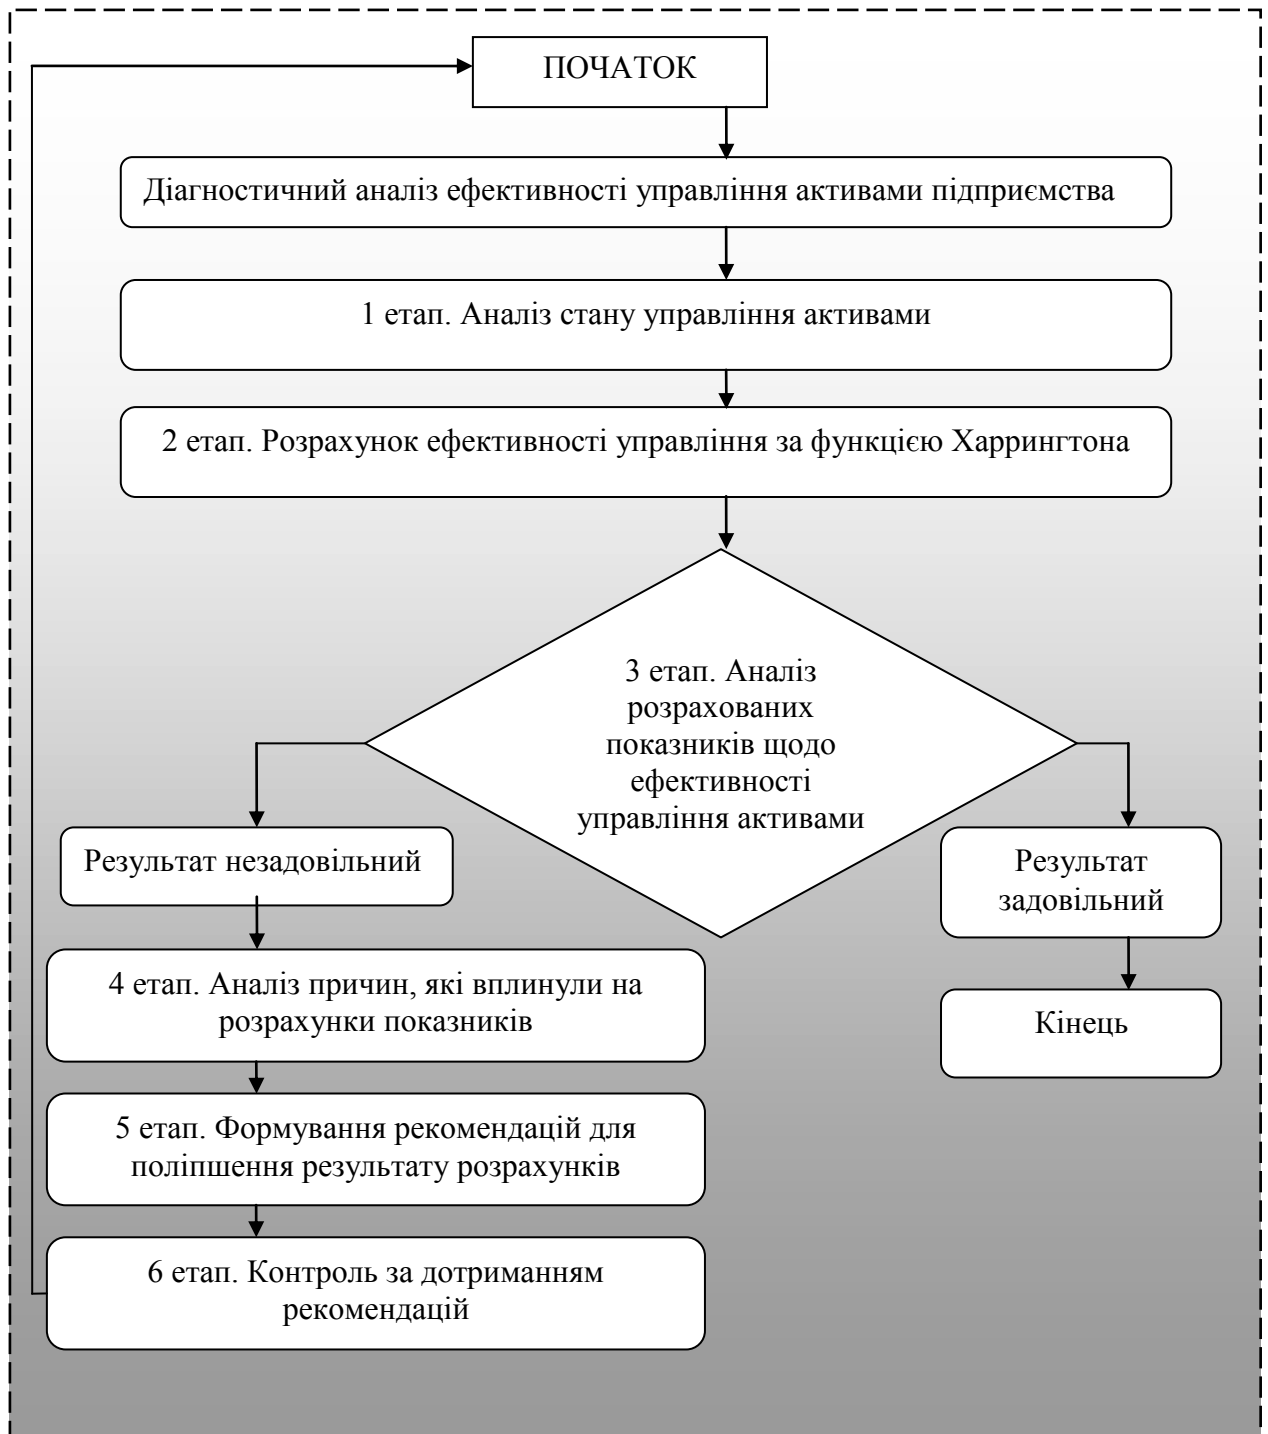 ПОЧАТОК
Діагностичний аналіз ефективності управління активами підприємства
1 етап. Аналіз стану управління активами
2 етап. Розрахунок ефективності управління за функцією Харрингтона
3 етап. Аналіз
розрахованих
показників щодо
ефективності
управління активами
Результат незадовільний
Результат
задовільний
4 етап. Аналіз причин, які вплинули на
розрахунки показників
Кінець
5 етап. Формування рекомендацій для
поліпшення результату розрахунків
6 етап. Контроль за дотриманням
рекомендацій